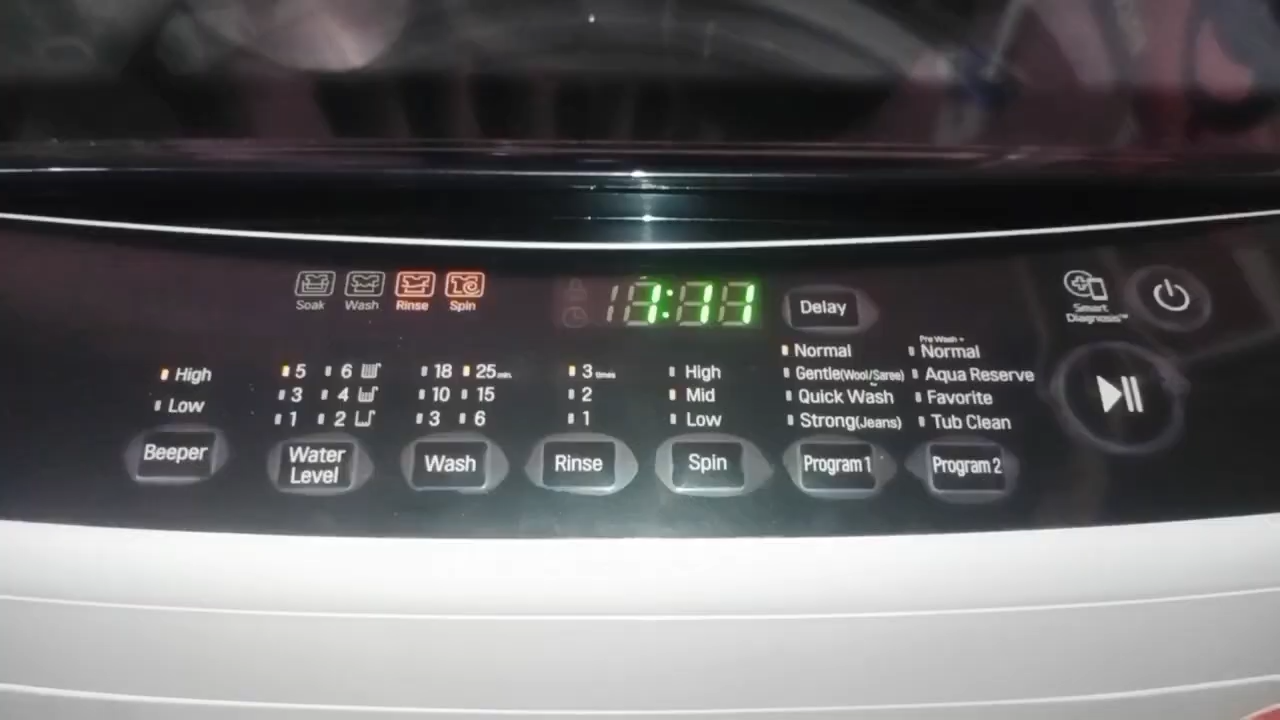 Soak Wash Rinse Spin
1:11
Delay
Smart
Diagnosis™
High
Low
Beeper
5 6
3 4
1 2
Water
Level
18 25 min.
10 15
3 6
Wash
3 times
2
1
Rinse
High
Mid
Low
Spin
Normal
Gentle(Wool/Saree)
Quick Wash
Strong(Jeans)
Program 1
Pre Wash +
Normal
Aqua Reserve
Favorite
Tub Clean
Program 2